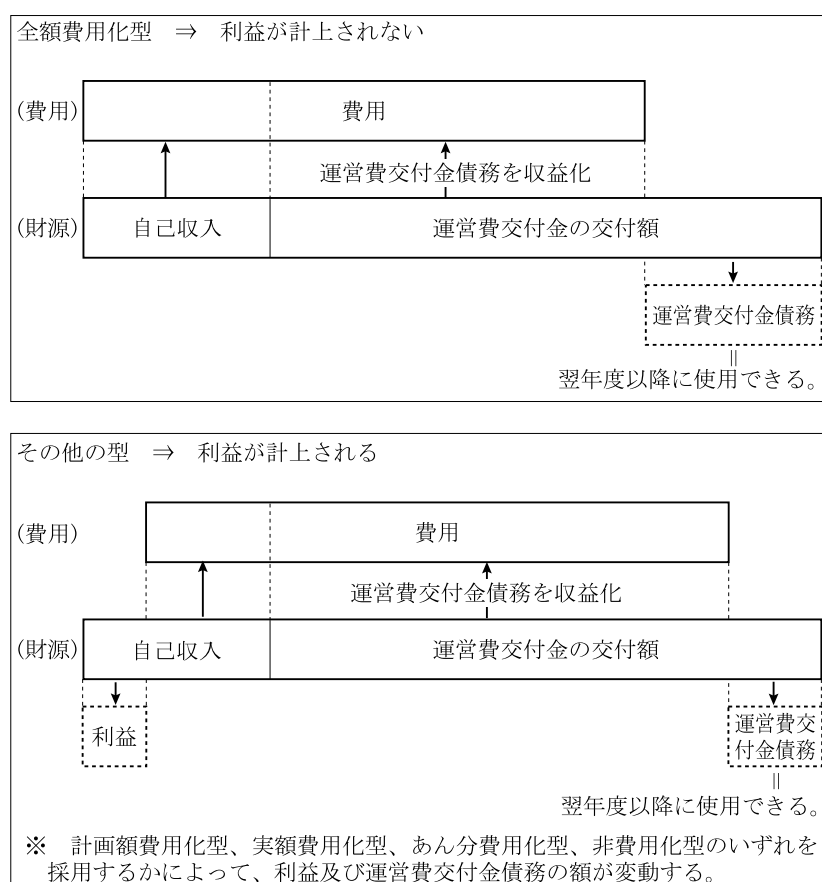 全額費用化型　⇒　利益が計上されない
(費用)
費用
運営費交付金債務を収益化
(財源)
自己収入
運営費交付金の交付額
運営費交付金債務
||
翌年度以降に使用できる。
その他の型　⇒　利益が計上される
(費用)
費用
運営費交付金債務を収益化
(財源)
自己収入
運営費交付金の交付額
利益
運営費交
付金債務
||
翌年度以降に使用できる。
※　計画額費用化型、実額費用化型、あん分費用化型、非費用化型のいずれを
採用するかによって、利益及び運営費交付金債務の額が変動する。